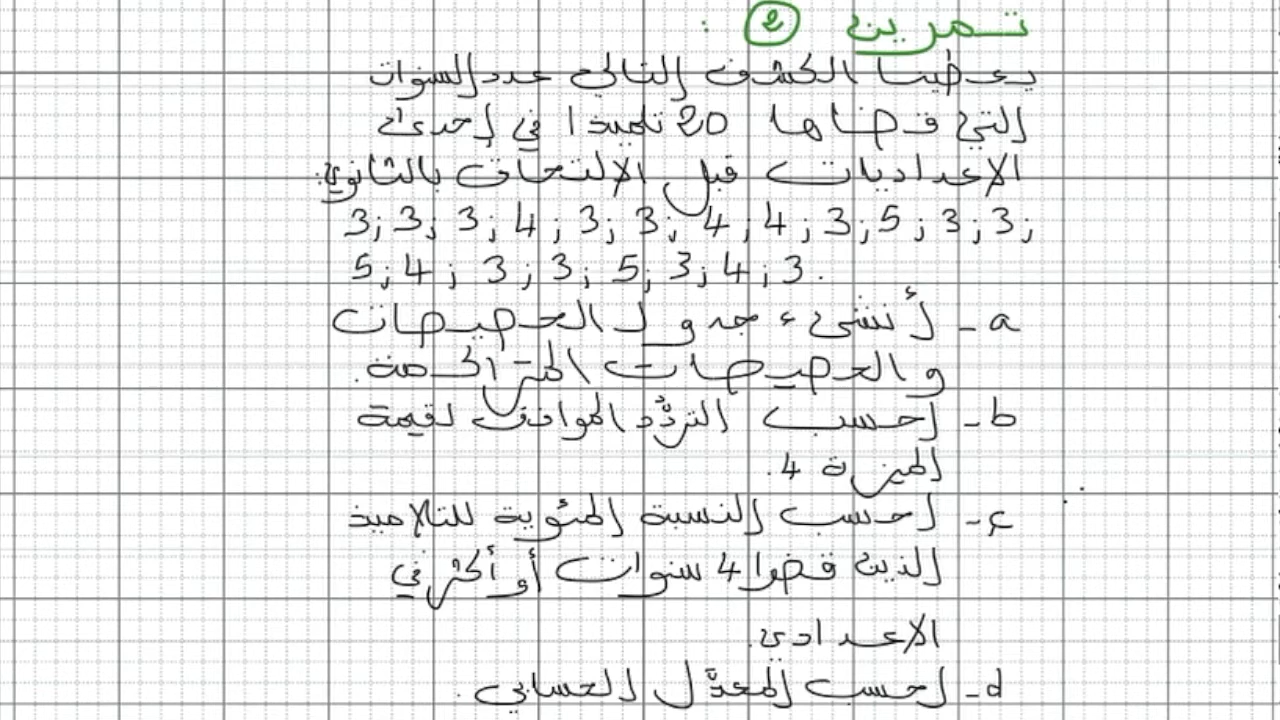 تمرين ② :
يعطينا الكشف التالي عدد السنوات
التي قضاها 20 تلميذا في إحدى
الاعداديات قبل الالتحاق بالثانوي:
3; 3; 3; 4; 3; 3; 4; 4; 3; 5; 3; 3;
5; 4; 3; 3; 5; 3; 4; 3.
a- أنشىء جدول الحصيصات
والحصيصات المتراكمة.
b- احسب التردّد الموافق لقيمة
الميزة 4.
c- احسب النسبة المئوية للتلاميذ
الذين قضوا 4 سنوات أو أكثر في
الاعدادي.
d- احسب المعدّل الحسابي.